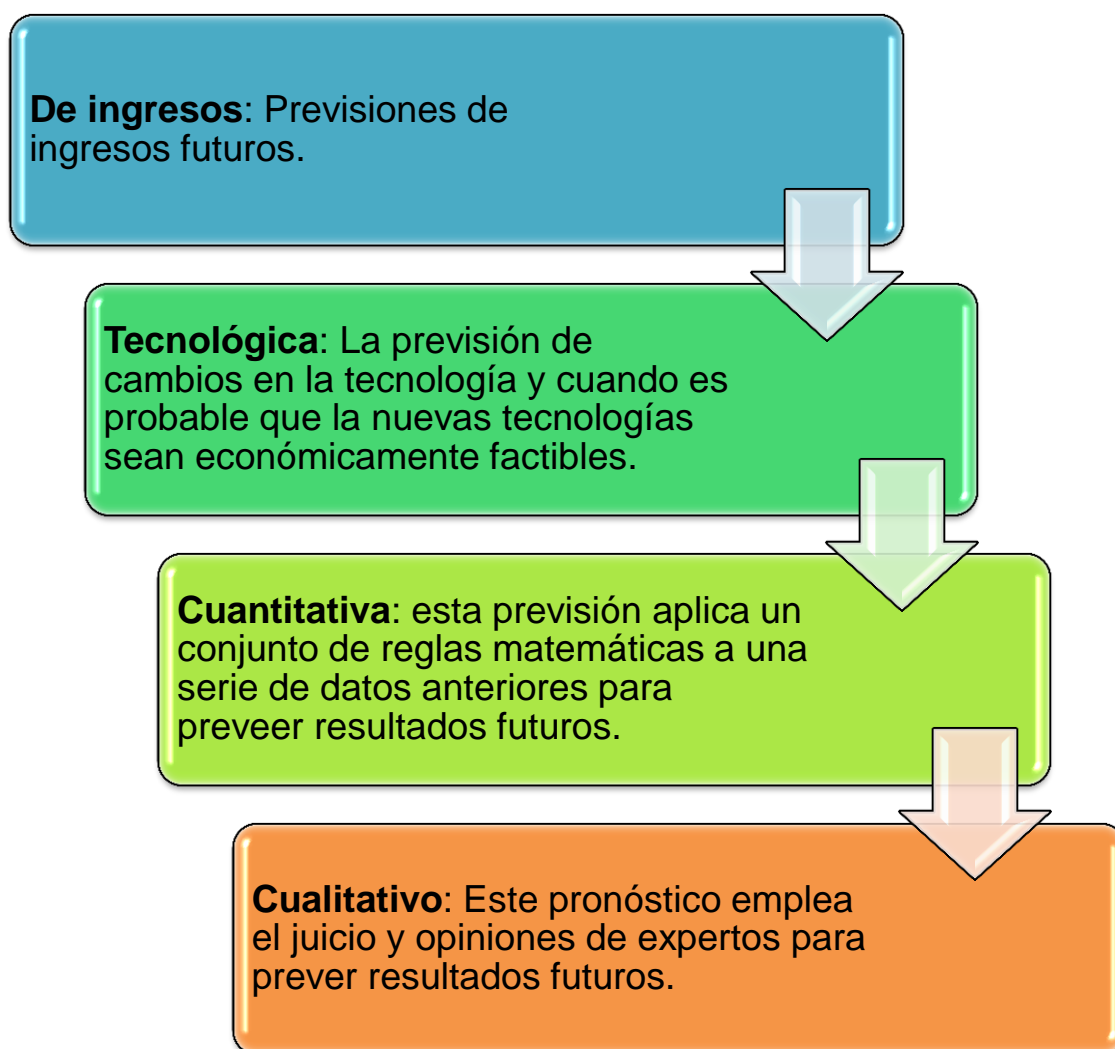 De ingresos: Previsiones de
ingresos futuros.
Tecnológica: La previsión de
cambios en la tecnología y cuando es
probable que la nuevas tecnologías
sean económicamente factibles.
Cuantitativa: esta previsión aplica un
conjunto de reglas matemáticas a una
serie de datos anteriores para
preveer resultados futuros.
Cualitativo: Este pronóstico emplea
el juicio y opiniones de expertos para
prever resultados futuros.